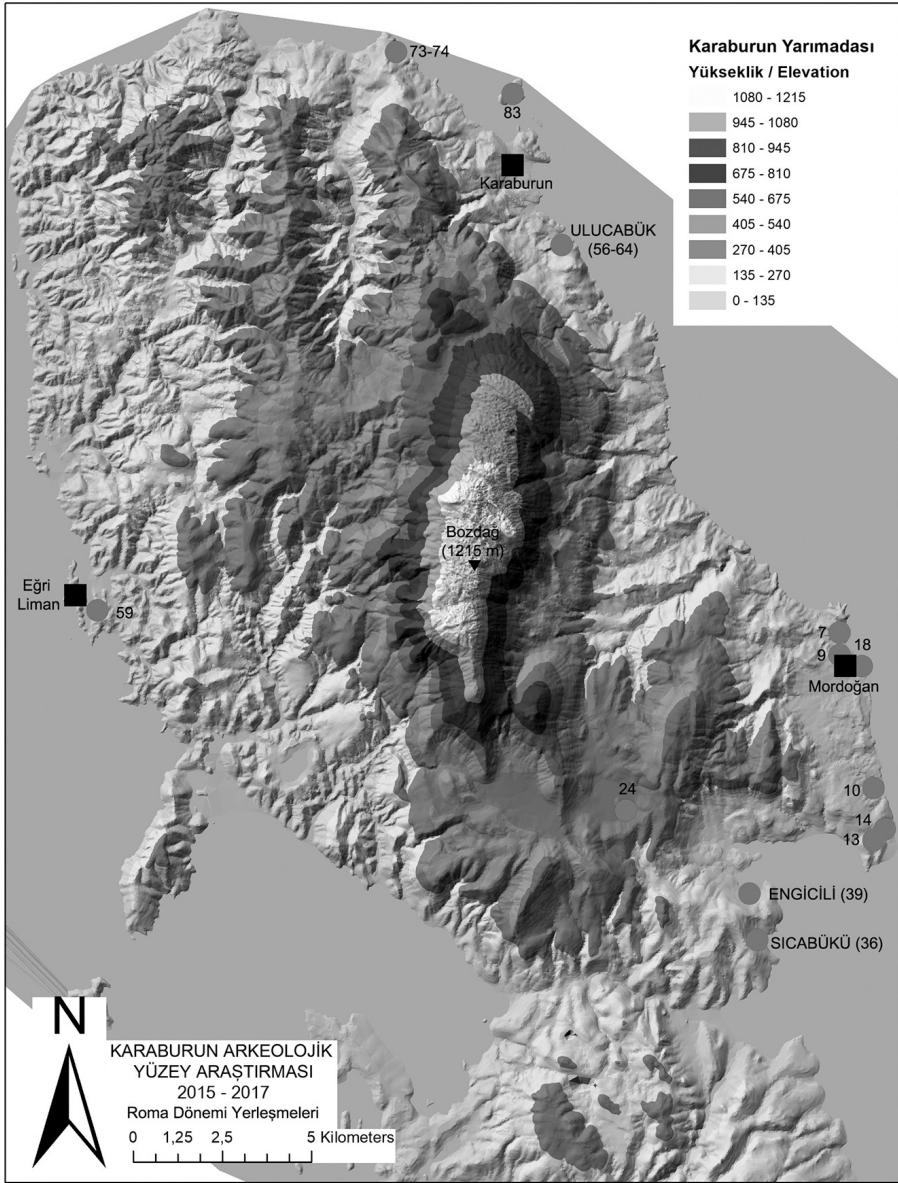 73-74
83
Karaburun
ULUCABÜK
(56-64)
Karaburun Yarımadası
Yükseklik / Elevation
1080 - 1215
945 - 1080
810 - 945
675 - 810
540 - 675
405 - 540
270 - 405
135 - 270
0 - 135
Bozdağ
(1215 m)
Eğri
Liman
59
7
9
18
Mordoğan
24
10
14
13
ENGİCİLİ (39)
SICABÜKÜ (36)
N
KARABURUN ARKEOLOJİK
YÜZEY ARAŞTIRMASI
2015 - 2017
Roma Dönemi Yerleşmeleri
0 1,25 2,5 5 Kilometers